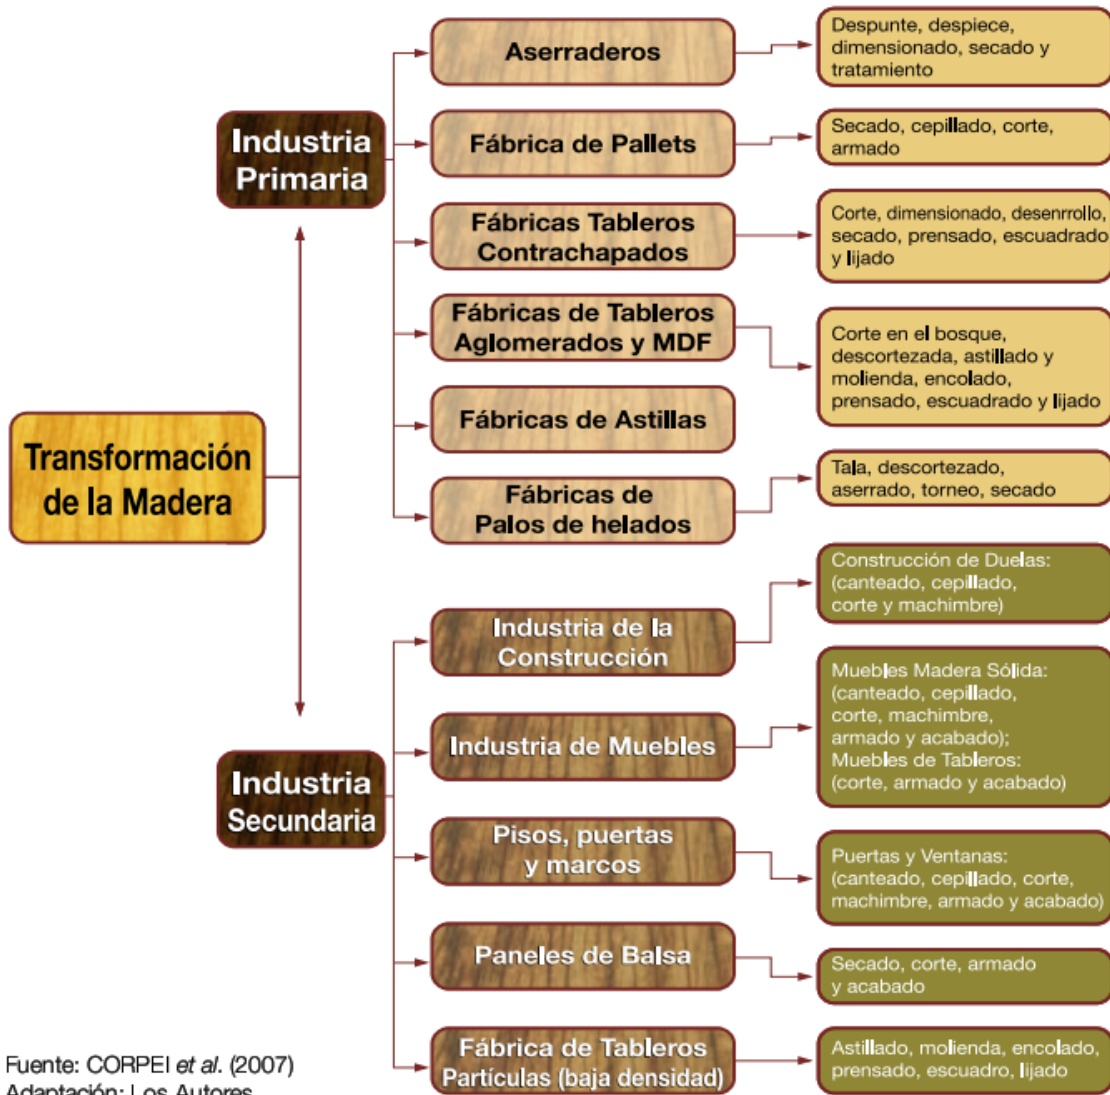 Transformación
de la Madera
Industria
Primaria
Aserraderos
Despunte, despiece,
dimensionado, secado y
tratamiento
Fábrica de Pallets
Secado, cepillado, corte,
armado
Fábricas Tableros
Contrachapados
Corte, dimensionado, desenrrollo,
secado, prensado, escuadrado
y lijado
Fábricas de Tableros
Aglomerados y MDF
Corte en el bosque,
descortezada, astillado y
molienda, encolado,
prensado, escuadrado y lijado
Fábricas de Astillas
Fábricas de
Palos de helados
Tala, descortezado,
aserrado, torneo, secado
Industria
Secundaria
Industria de la
Construcción
Construcción de Duelas:
(canteado, cepillado,
corte y machimbre)
Industria de Muebles
Muebles Madera Sólida:
(canteado, cepillado,
corte, machimbre,
armado y acabado);
Muebles de Tableros:
(corte, armado y acabado)
Pisos, puertas
y marcos
Puertas y Ventanas:
(canteado, cepillado, corte,
machimbre, armado y acabado)
Paneles de Balsa
Secado, corte, armado
y acabado
Fábrica de Tableros
Partículas (baja densidad)
Astillado, molienda, encolado,
prensado, escuadro, lijado
Fuente: CORPEI et al. (2007)
Adaptación: Los Autores